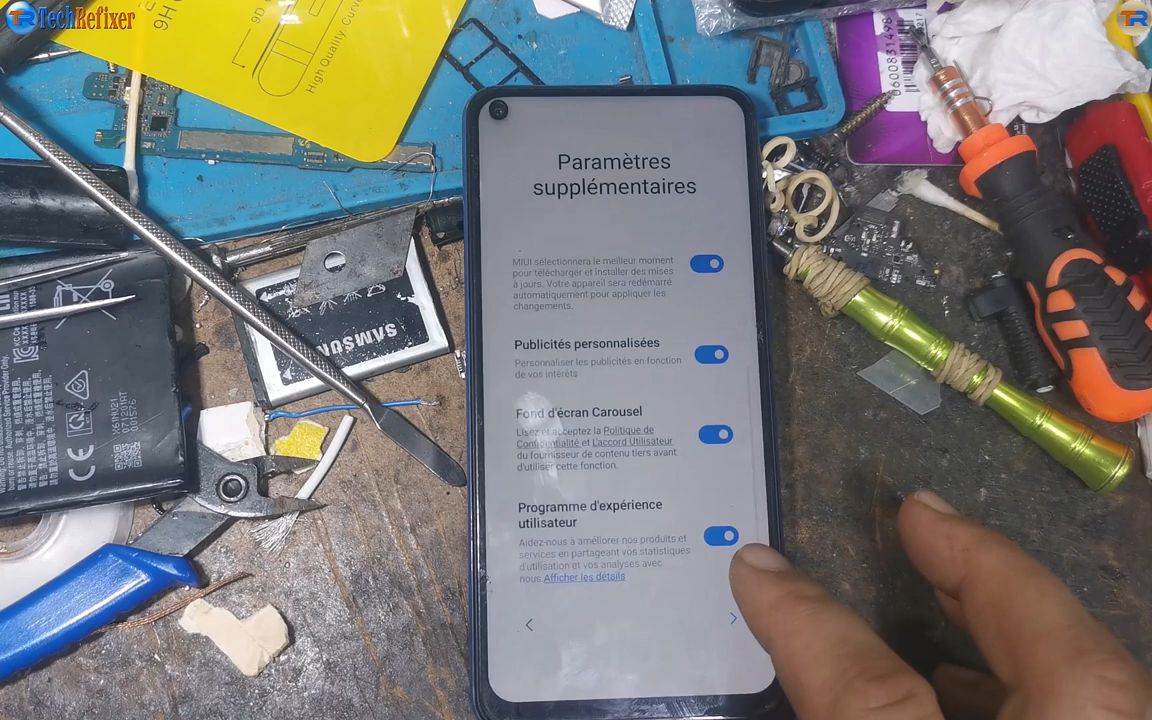 TechRefixer
TR
9H
9D
High Quality, Curve
0600831498
SAMSUNG
CE
Paramètres
supplémentaires
MIUI sélectionnera le meilleur moment
pour télécharger et installer des mises
à jours. Votre appareil sera redémarré
automatiquement pour appliquer les
changements.
Publicités personnalisées
Personnaliser les publicités en fonction
de vos intérêts
Fond d'écran Carousel
Lisez et acceptez la Politique de
Confidentialité et L'accord Utilisateur
du fournisseur de contenu tiers avant
d'utiliser cette fonction.
Programme d'expérience
utilisateur
Aidez-nous à améliorer nos produits et
services en partageant vos statistiques
d'utilisation et vos analyses avec
nous. Afficher les détails